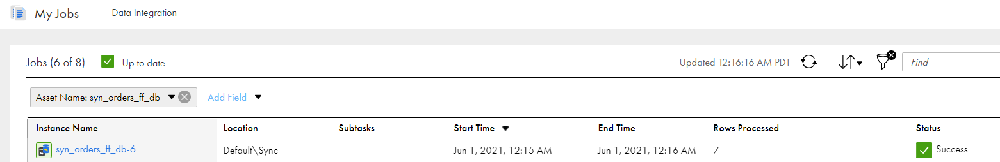 My Jobs Data Integration
Jobs (6 of 8) Up to date Updated 12:16:16 AM PDT Find
Asset Name: syn_orders_ff_db Add Field
Instance Name Location Subtasks Start Time End Time Rows Processed Status
syn_orders_ff_db-6 Default\Sync Jun 1, 2021, 12:15 AM Jun 1, 2021, 12:16 AM 7 Success